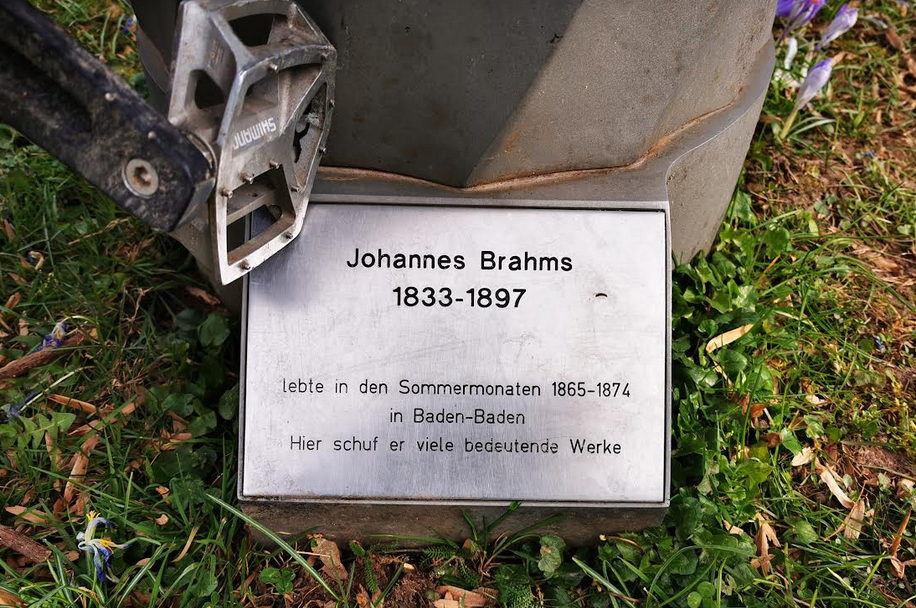 SHIMANO
Johannes Brahms
1833-1897
lebte in den Sommermonaten 1865-1874
in Baden-Baden
Hier schuf er viele bedeutende Werke